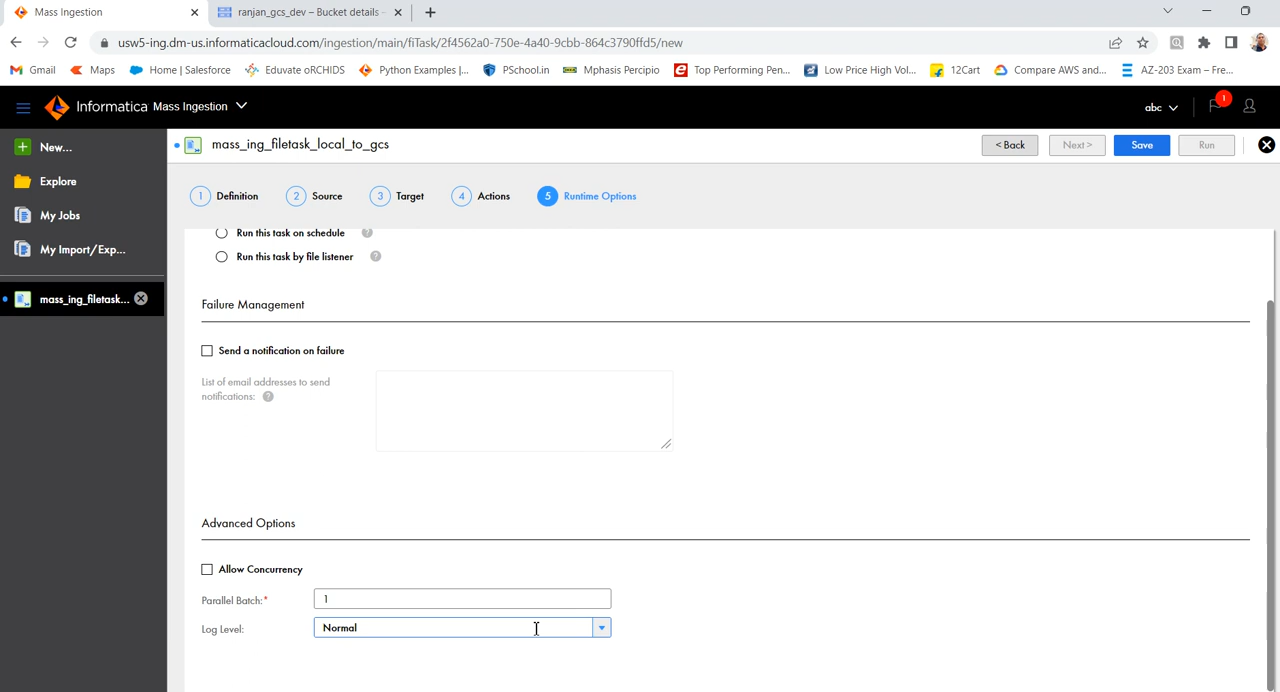 Mass Ingestion
ranjan_gcs_dev – Bucket details –
usw5-ing.dm-us.informaticacloud.com/ingestion/main/fiTask/2f4562a0-750e-4a40-9cbb-864c3790ffd5/new
Gmail Maps Home | Salesforce Eduvate oRCHIDS Python Examples |... PSchool.in Mphasis Percipio Top Performing Pen... Low Price High Vol... 12Cart Compare AWS and... AZ-203 Exam – Fre...
Informatica Mass Ingestion
abc
1
New...
Explore
My Jobs
My Import/Exp...
mass_ing_filetask...
mass_ing_filetask_local_to_gcs
< Back Next > Save Run
1 Definition 2 Source 3 Target 4 Actions 5 Runtime Options
Run this task on schedule ?
Run this task by file listener ?
Failure Management
Send a notification on failure
List of email addresses to send
notifications: ?
Advanced Options
Allow Concurrency
Parallel Batch:* 1
Log Level: Normal